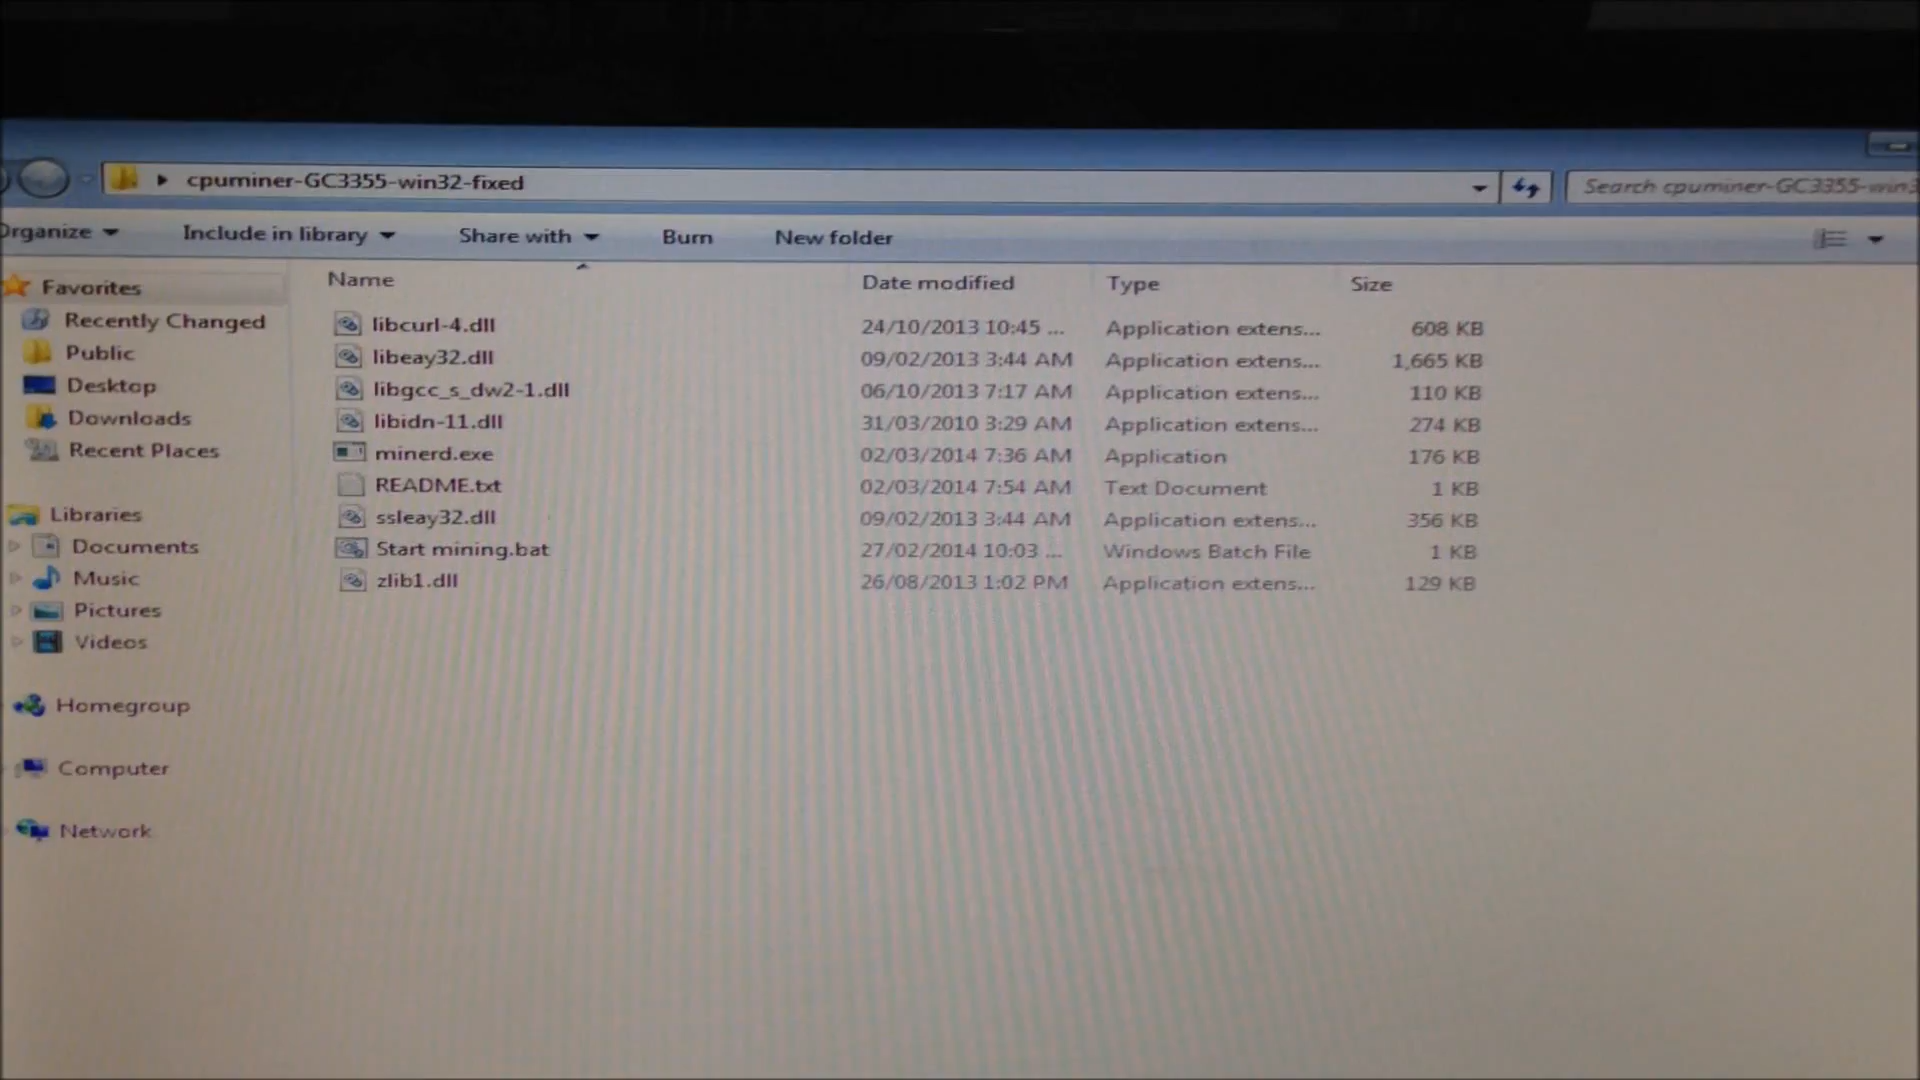 cpuminer-GC3355-win32-fixed
Search cpuminer-GC3355-win3
Organize Include in library Share with Burn New folder
Name Date modified Type Size
libcurl-4.dll 24/10/2013 10:45 ... Application extens... 608 KB
libeay32.dll 09/02/2013 3:44 AM Application extens... 1,665 KB
libgcc_s_dw2-1.dll 06/10/2013 7:17 AM Application extens... 110 KB
libidn-11.dll 31/03/2010 3:29 AM Application extens... 274 KB
minerd.exe 02/03/2014 7:36 AM Application 176 KB
README.txt 02/03/2014 7:54 AM Text Document 1 KB
ssleay32.dll 09/02/2013 3:44 AM Application extens... 356 KB
Start mining.bat 27/02/2014 10:03 ... Windows Batch File 1 KB
zlib1.dll 26/08/2013 1:02 PM Application extens... 129 KB
Favorites
Recently Changed
Public
Desktop
Downloads
Recent Places
Libraries
Documents
Music
Pictures
Videos
Homegroup
Computer
Network